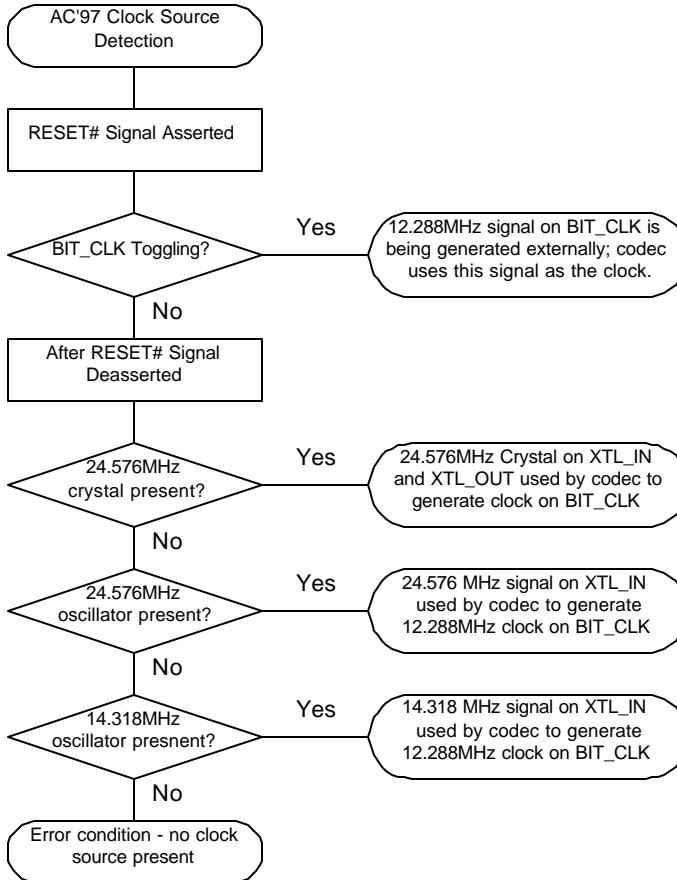 AC'97 Clock Source
Detection
RESET# Signal Asserted
BIT_CLK Toggling?
Yes
12.288MHz signal on BIT_CLK is
being generated externally; codec
uses this signal as the clock.
No
After RESET# Signal
Deasserted
24.576MHz
crystal present?
Yes
24.576MHz Crystal on XTL_IN
and XTL_OUT used by codec to
generate clock on BIT_CLK
No
24.576MHz
oscillator present?
Yes
24.576 MHz signal on XTL_IN
used by codec to generate
12.288MHz clock on BIT_CLK
No
14.318MHz
oscillator presnent?
Yes
14.318 MHz signal on XTL_IN
used by codec to generate
12.288MHz clock on BIT_CLK
No
Error condition - no clock
source present